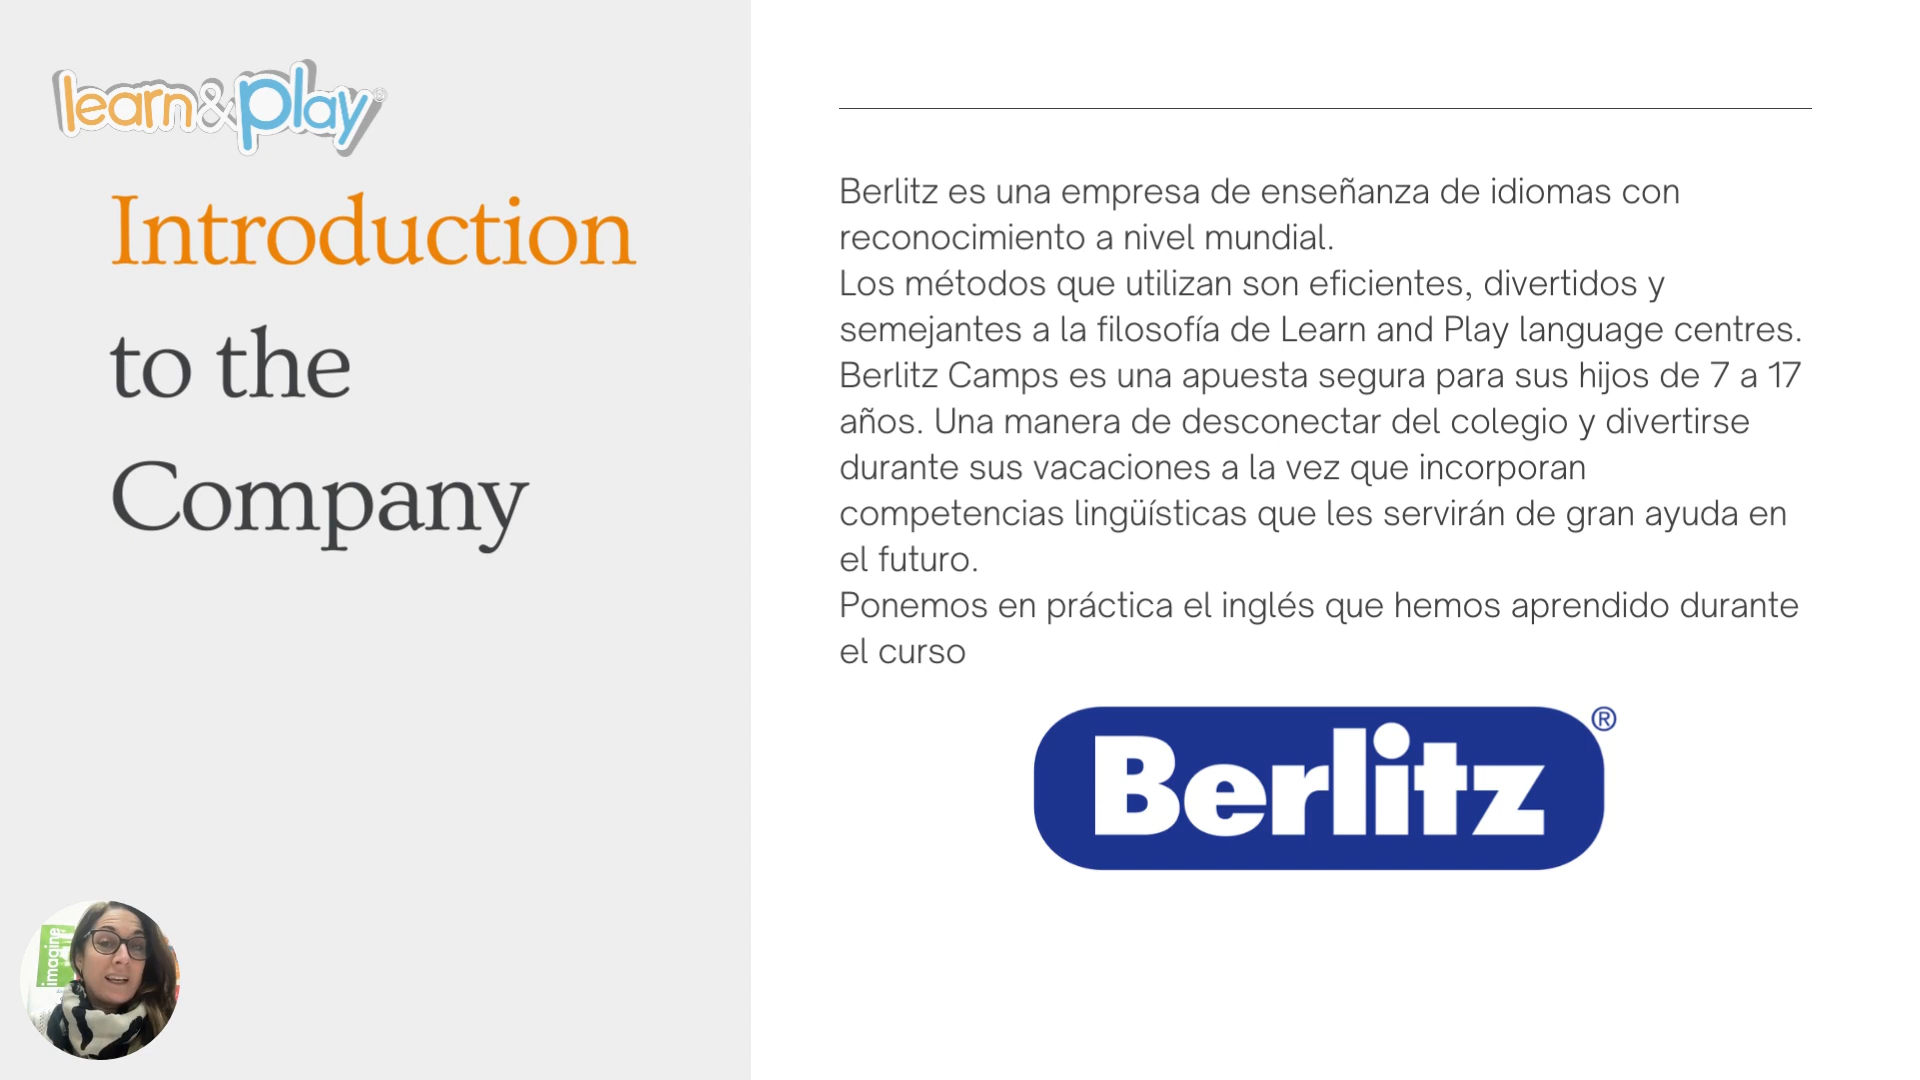 learn&play®
Introduction
to the
Company
Berlitz es una empresa de enseñanza de idiomas con
reconocimiento a nivel mundial.
Los métodos que utilizan son eficientes, divertidos y
semejantes a la filosofía de Learn and Play language centres.
Berlitz Camps es una apuesta segura para sus hijos de 7 a 17
años. Una manera de desconectar del colegio y divertirse
durante sus vacaciones a la vez que incorporan
competencias lingüísticas que les servirán de gran ayuda en
el futuro.
Ponemos en práctica el inglés que hemos aprendido durante
el curso
Berlitz®
imagine